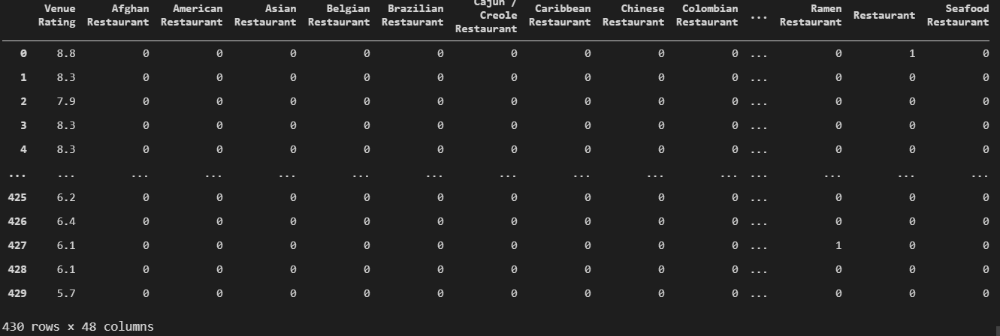 Venue Rating Afghan Restaurant American Restaurant Asian Restaurant Belgian Restaurant Brazilian Restaurant Cajun / Creole Restaurant Caribbean Restaurant Chinese Restaurant Colombian Restaurant ... Ramen Restaurant Restaurant Seafood Restaurant
0 8.8 0 0 0 0 0 0 0 0 0 ... 0 1 0
1 8.3 0 0 0 0 0 0 0 0 0 ... 0 0 0
2 7.9 0 0 0 0 0 0 0 0 0 ... 0 0 0
3 8.3 0 0 0 0 0 0 0 0 0 ... 0 0 0
4 8.3 0 0 0 0 0 0 0 0 0 ... 0 0 0
... ... ... ... ... ... ... ... ... ... ... ... ... ... ...
425 6.2 0 0 0 0 0 0 0 0 0 ... 0 0 0
426 6.4 0 0 0 0 0 0 0 0 0 ... 0 0 0
427 6.1 0 0 0 0 0 0 0 0 0 ... 1 0 0
428 6.1 0 0 0 0 0 0 0 0 0 ... 0 0 0
429 5.7 0 0 0 0 0 0 0 0 0 ... 0 0 0
430 rows × 48 columns